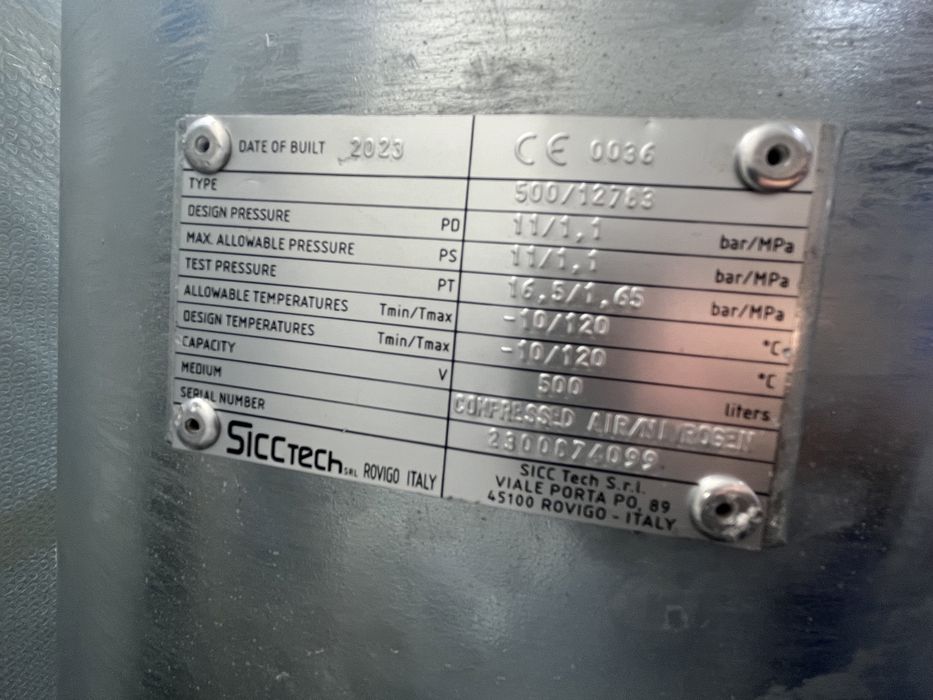 DATE OF BUILT 2023 CE 0036
TYPE 500/12763
DESIGN PRESSURE PD 11/1,1 bar/MPa
MAX. ALLOWABLE PRESSURE PS 11/1,1 bar/MPa
TEST PRESSURE PT 16,5/1,65 bar/MPa
ALLOWABLE TEMPERATURES Tmin/Tmax -10/120 °C
DESIGN TEMPERATURES Tmin/Tmax -10/120 °C
CAPACITY V 500 liters
MEDIUM COMPRESSED AIR/NITROGEN
SERIAL NUMBER
SICCTECH SRL ROVIGO ITALY
SICC Tech S.r.l.
VIALE PORTA PO, 89
45100 ROVIGO - ITALY